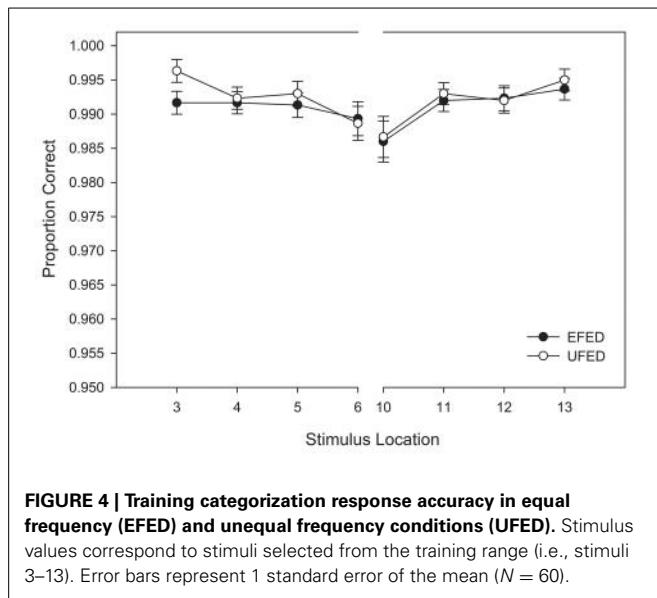 1.000
0.995
0.990
0.985
0.980
0.975
0.970
0.965
0.960
0.955
0.950
Proportion Correct
EFED
UFED
3 4 5 6 10 11 12 13
Stimulus Location
FIGURE 4 | Training categorization response accuracy in equal
frequency (EFED) and unequal frequency conditions (UFED). Stimulus
values correspond to stimuli selected from the training range (i.e., stimuli
3–13). Error bars represent 1 standard error of the mean (N = 60).